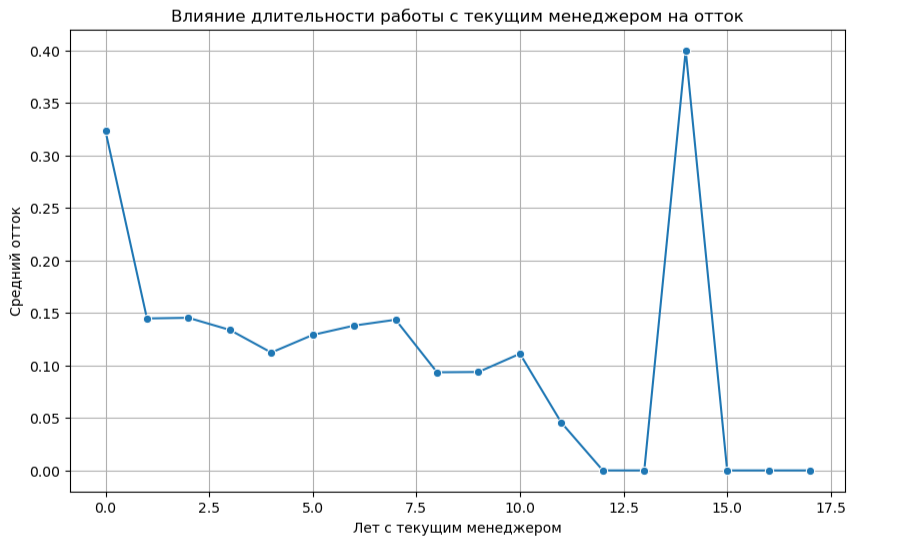 Влияние длительности работы с текущим менеджером на отток
0.40
0.35
0.30
0.25
0.20
0.15
0.10
0.05
0.00
Средний отток
0.0 2.5 5.0 7.5 10.0 12.5 15.0 17.5
Лет с текущим менеджером